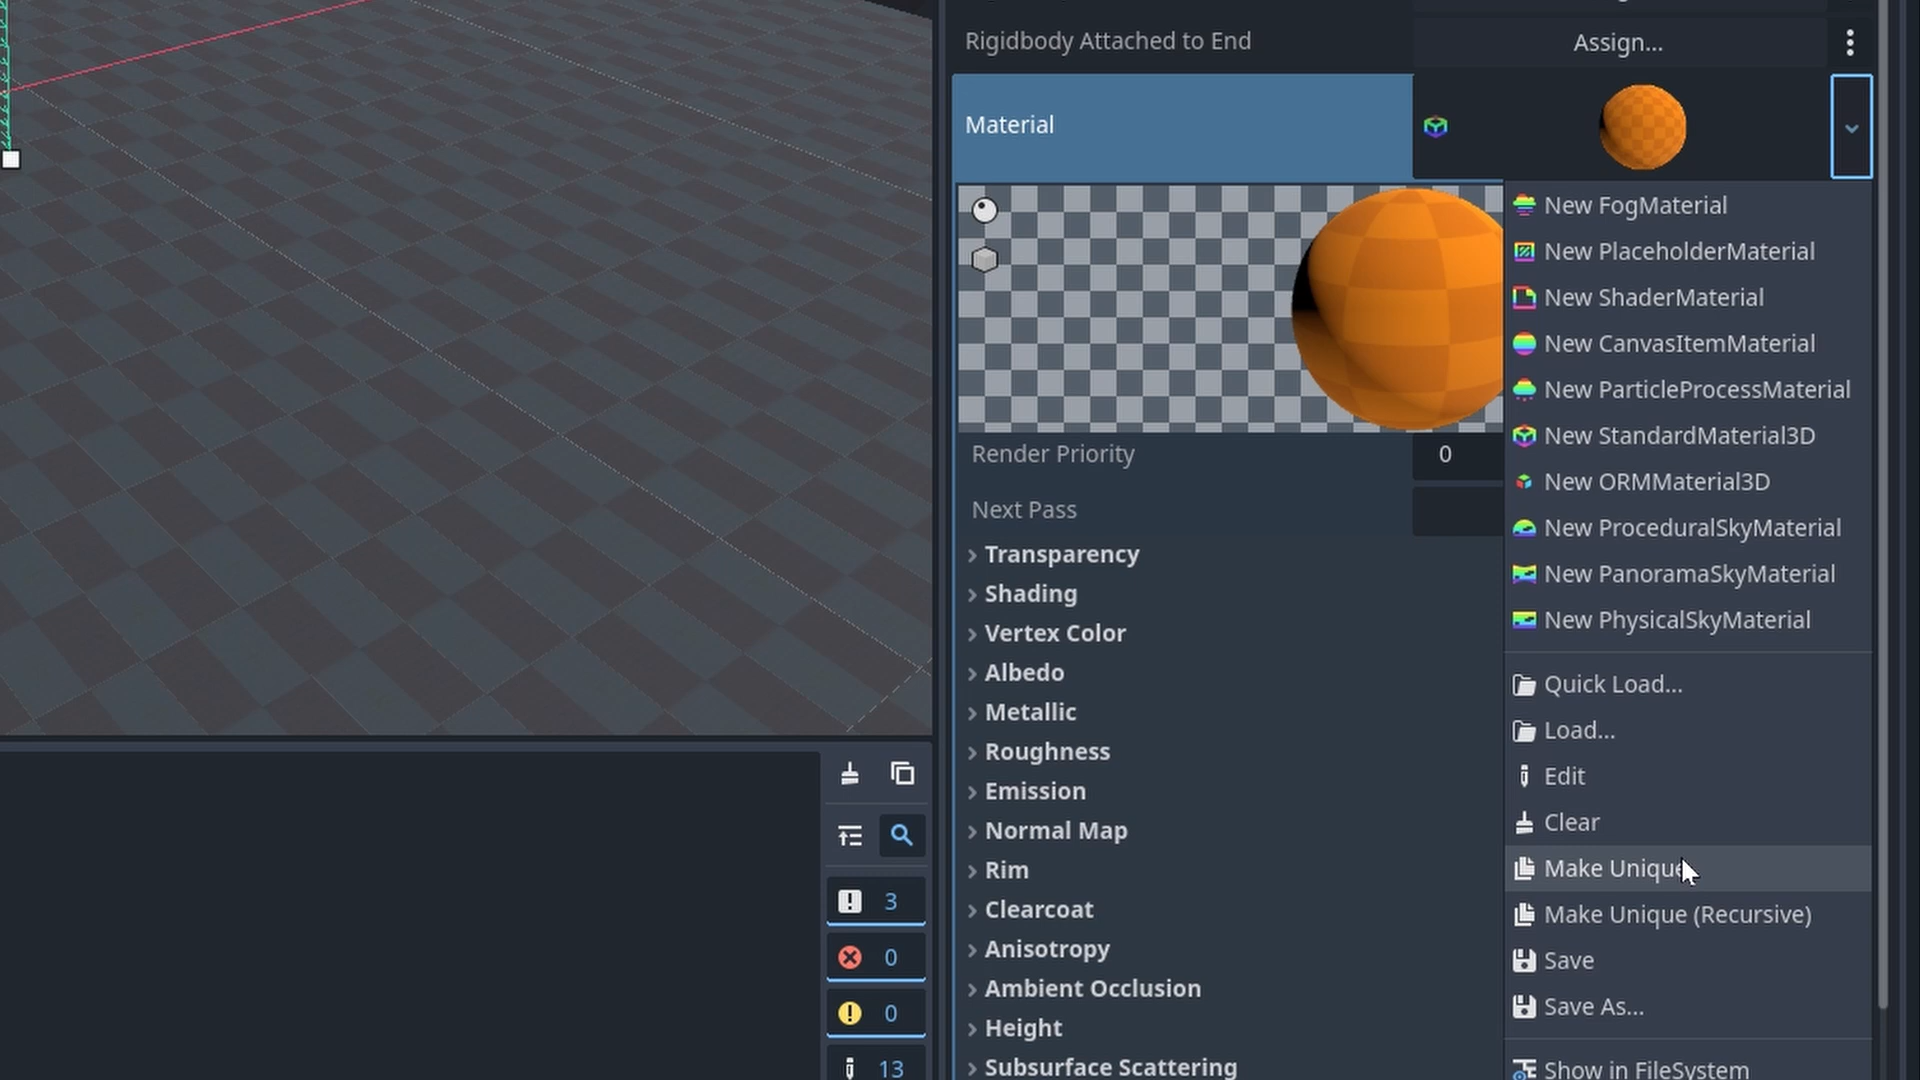 Rigidbody Attached to End
Assign...
Material
New FogMaterial
New PlaceholderMaterial
New ShaderMaterial
New CanvasItemMaterial
New ParticleProcessMaterial
New StandardMaterial3D
New ORMMaterial3D
New ProceduralSkyMaterial
New PanoramaSkyMaterial
New PhysicalSkyMaterial
Quick Load...
Load...
Edit
Clear
Make Unique
Make Unique (Recursive)
Save
Save As...
Show in FileSystem
Render Priority
0
Next Pass
Transparency
Shading
Vertex Color
Albedo
Metallic
Roughness
Emission
Normal Map
Rim
Clearcoat
Anisotropy
Ambient Occlusion
Height
Subsurface Scattering
3
0
0
13